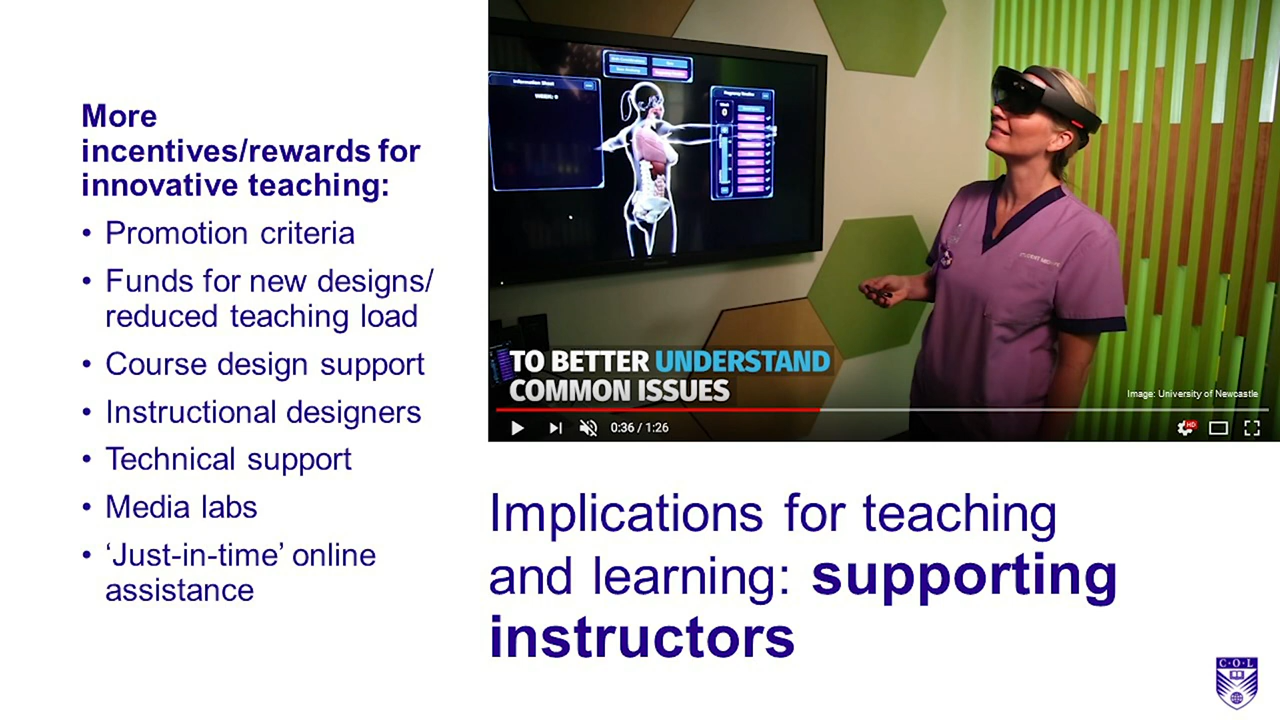 More
incentives/rewards for
innovative teaching:
• Promotion criteria
• Funds for new designs/
reduced teaching load
• Course design support
• Instructional designers
• Technical support
• Media labs
• ‘Just-in-time’ online
assistance
TO BETTER UNDERSTAND
COMMON ISSUES
Image: University of Newcastle
0:36 / 1:26
HD
Implications for teaching
and learning: supporting
instructors
C·O·L